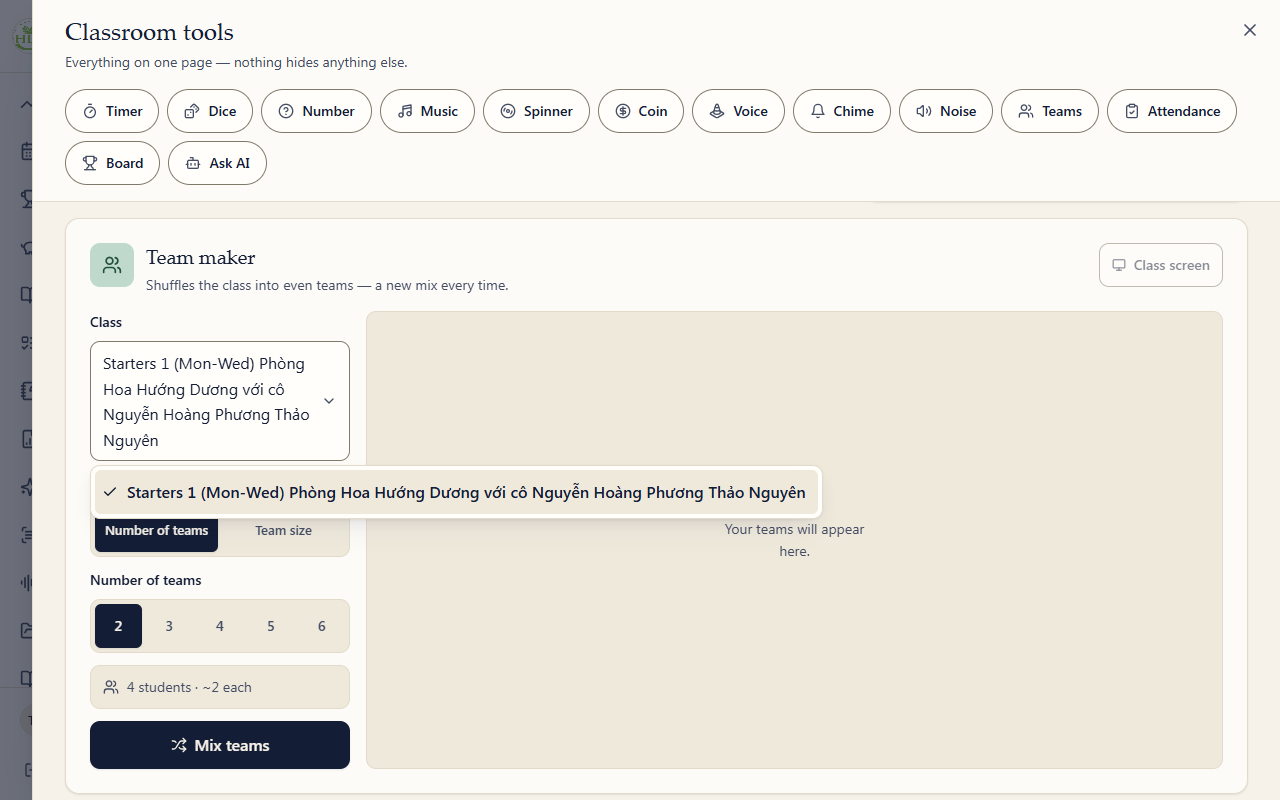 Classroom tools
Everything on one page — nothing hides anything else.
Timer
Dice
Number
Music
Spinner
Coin
Voice
Chime
Noise
Teams
Attendance
Board
Ask AI
Team maker
Shuffles the class into even teams — a new mix every time.
Class screen
Class
Starters 1 (Mon-Wed) Phòng
Hoa Hướng Dương với cô
Nguyễn Hoàng Phương Thảo
Nguyên
Starters 1 (Mon-Wed) Phòng Hoa Hướng Dương với cô Nguyễn Hoàng Phương Thảo Nguyên
Number of teams
Team size
Your teams will appear
here.
Number of teams
2
3
4
5
6
4 students · ~2 each
Mix teams